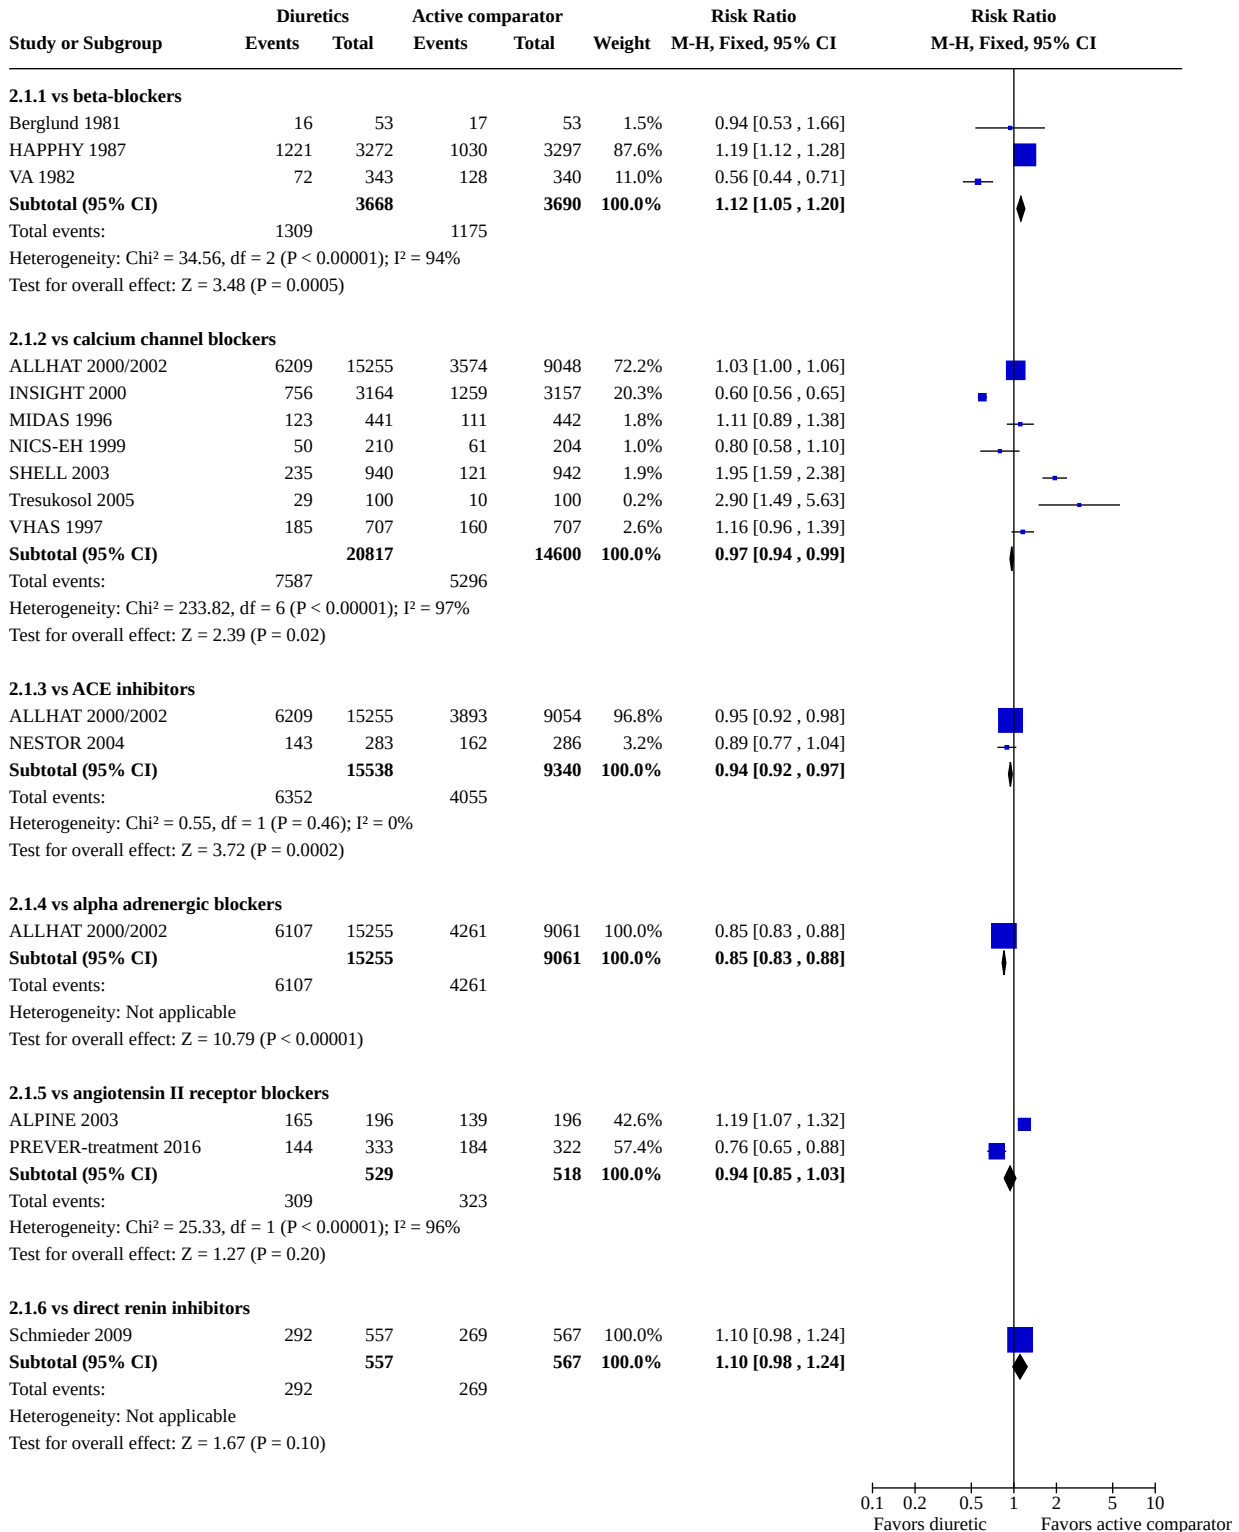 Diuretics Active comparator Risk Ratio Risk Ratio
Study or Subgroup Events Total Events Total Weight M-H, Fixed, 95% CI M-H, Fixed, 95% CI
2.1.1 vs beta-blockers
Berglund 1981 16 53 17 53 1.5% 0.94 [0.53 , 1.66]
HAPPHY 1987 1221 3272 1030 3297 87.6% 1.19 [1.12 , 1.28]
VA 1982 72 343 128 340 11.0% 0.56 [0.44 , 0.71]
Subtotal (95% CI) 3668 3690 100.0% 1.12 [1.05 , 1.20]
Total events: 1309 1175
Heterogeneity: Chi² = 34.56, df = 2 (P < 0.00001); I² = 94%
Test for overall effect: Z = 3.48 (P = 0.0005)
2.1.2 vs calcium channel blockers
ALLHAT 2000/2002 6209 15255 3574 9048 72.2% 1.03 [1.00 , 1.06]
INSIGHT 2000 756 3164 1259 3157 20.3% 0.60 [0.56 , 0.65]
MIDAS 1996 123 441 111 442 1.8% 1.11 [0.89 , 1.38]
NICS-EH 1999 50 210 61 204 1.0% 0.80 [0.58 , 1.10]
SHELL 2003 235 940 121 942 1.9% 1.95 [1.59 , 2.38]
Tresukosol 2005 29 100 10 100 0.2% 2.90 [1.49 , 5.63]
VHAS 1997 185 707 160 707 2.6% 1.16 [0.96 , 1.39]
Subtotal (95% CI) 20817 14600 100.0% 0.97 [0.94 , 0.99]
Total events: 7587 5296
Heterogeneity: Chi² = 233.82, df = 6 (P < 0.00001); I² = 97%
Test for overall effect: Z = 2.39 (P = 0.02)
2.1.3 vs ACE inhibitors
ALLHAT 2000/2002 6209 15255 3893 9054 96.8% 0.95 [0.92 , 0.98]
NESTOR 2004 143 283 162 286 3.2% 0.89 [0.77 , 1.04]
Subtotal (95% CI) 15538 9340 100.0% 0.94 [0.92 , 0.97]
Total events: 6352 4055
Heterogeneity: Chi² = 0.55, df = 1 (P = 0.46); I² = 0%
Test for overall effect: Z = 3.72 (P = 0.0002)
2.1.4 vs alpha adrenergic blockers
ALLHAT 2000/2002 6107 15255 4261 9061 100.0% 0.85 [0.83 , 0.88]
Subtotal (95% CI) 15255 9061 100.0% 0.85 [0.83 , 0.88]
Total events: 6107 4261
Heterogeneity: Not applicable
Test for overall effect: Z = 10.79 (P < 0.00001)
2.1.5 vs angiotensin II receptor blockers
ALPINE 2003 165 196 139 196 42.6% 1.19 [1.07 , 1.32]
PREVER-treatment 2016 144 333 184 322 57.4% 0.76 [0.65 , 0.88]
Subtotal (95% CI) 529 518 100.0% 0.94 [0.85 , 1.03]
Total events: 309 323
Heterogeneity: Chi² = 25.33, df = 1 (P < 0.00001); I² = 96%
Test for overall effect: Z = 1.27 (P = 0.20)
2.1.6 vs direct renin inhibitors
Schmieder 2009 292 557 269 567 100.0% 1.10 [0.98 , 1.24]
Subtotal (95% CI) 557 567 100.0% 1.10 [0.98 , 1.24]
Total events: 292 269
Heterogeneity: Not applicable
Test for overall effect: Z = 1.67 (P = 0.10)
0.1 0.2 0.5 1 2 5 10
Favors diuretic Favors active comparator